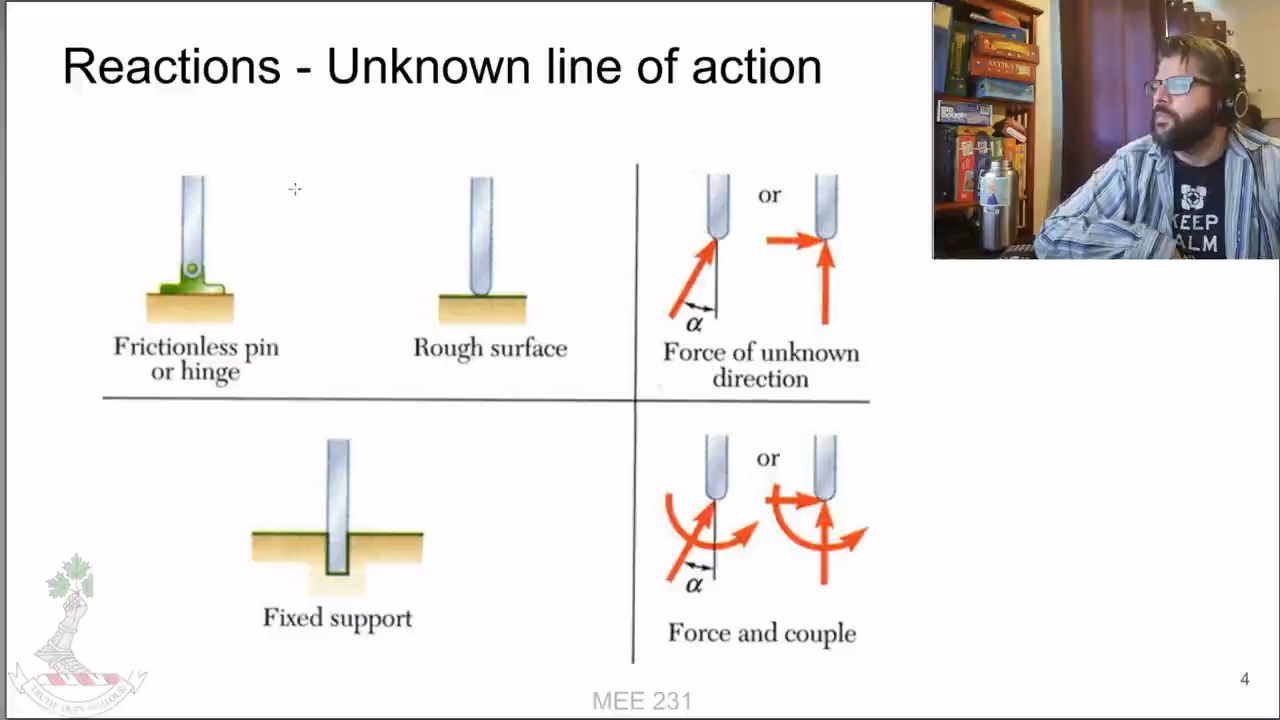 Reactions - Unknown line of action
or
α
Frictionless pin
or hinge
Rough surface
Force of unknown
direction
or
α
Fixed support
Force and couple
MEE 231
4
KEEP
CALM